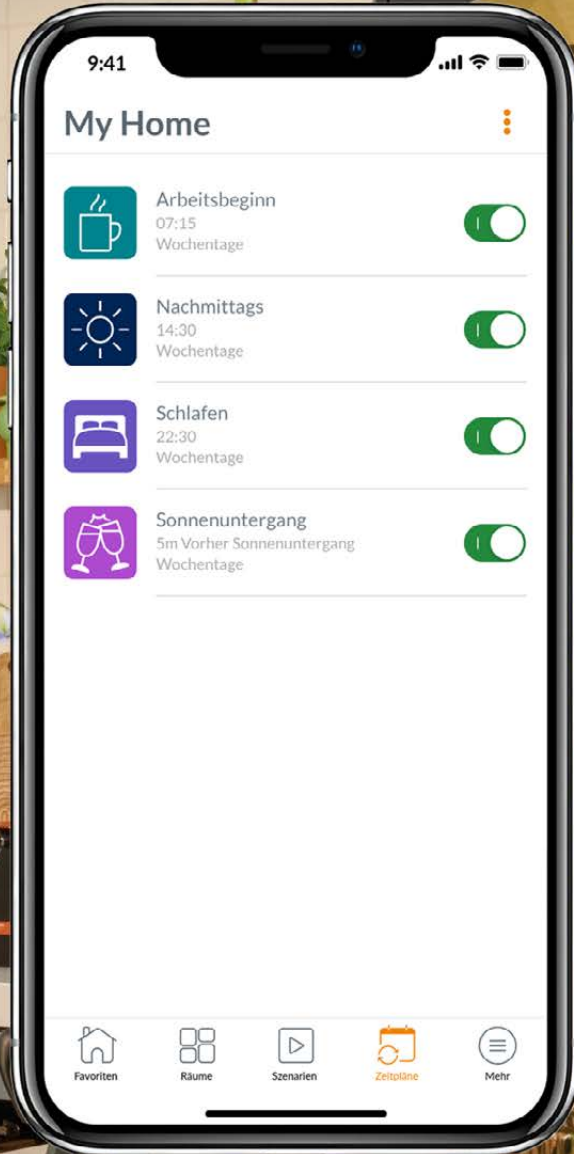 9:41
My Home
Arbeitsbeginn
07:15
Wochentage
Nachmittags
14:30
Wochentage
Schlafen
22:30
Wochentage
Sonnenuntergang
5m Vorher Sonnenuntergang
Wochentage
Favoriten
Räume
Szenarien
Zeitpläne
Mehr